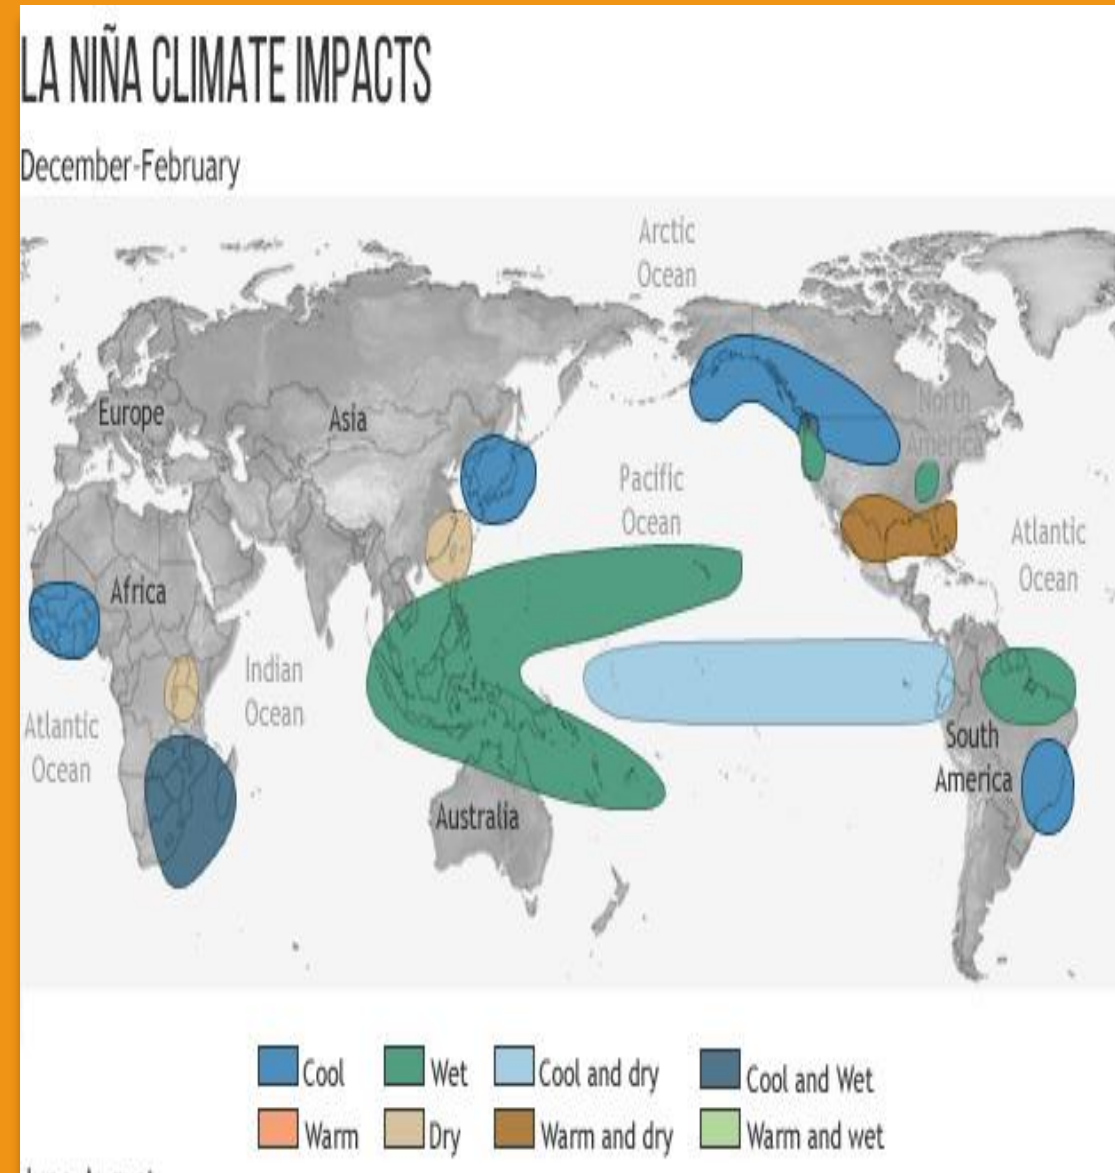 LA NIÑA CLIMATE IMPACTS
December-February
Arctic
Ocean
Europe
Asia
North
America
Pacific
Ocean
Atlantic
Ocean
Africa
Indian
Ocean
Atlantic
Ocean
South
America
Australia
Cool
Wet
Cool and dry
Cool and Wet
Warm
Dry
Warm and dry
Warm and wet